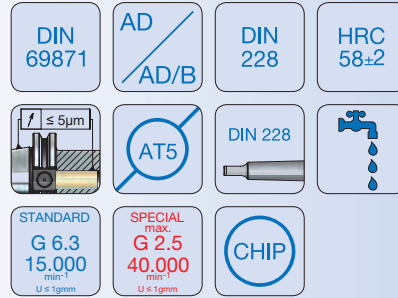 DIN
69871
AD
AD/B
DIN
228
HRC
58±2
≤ 5µm
AT5
DIN 228
STANDARD
G 6.3
15.000
min⁻¹
U ≤ 1gmm
SPECIAL
max.
G 2.5
40.000
min⁻¹
U ≤ 1gmm
CHIP